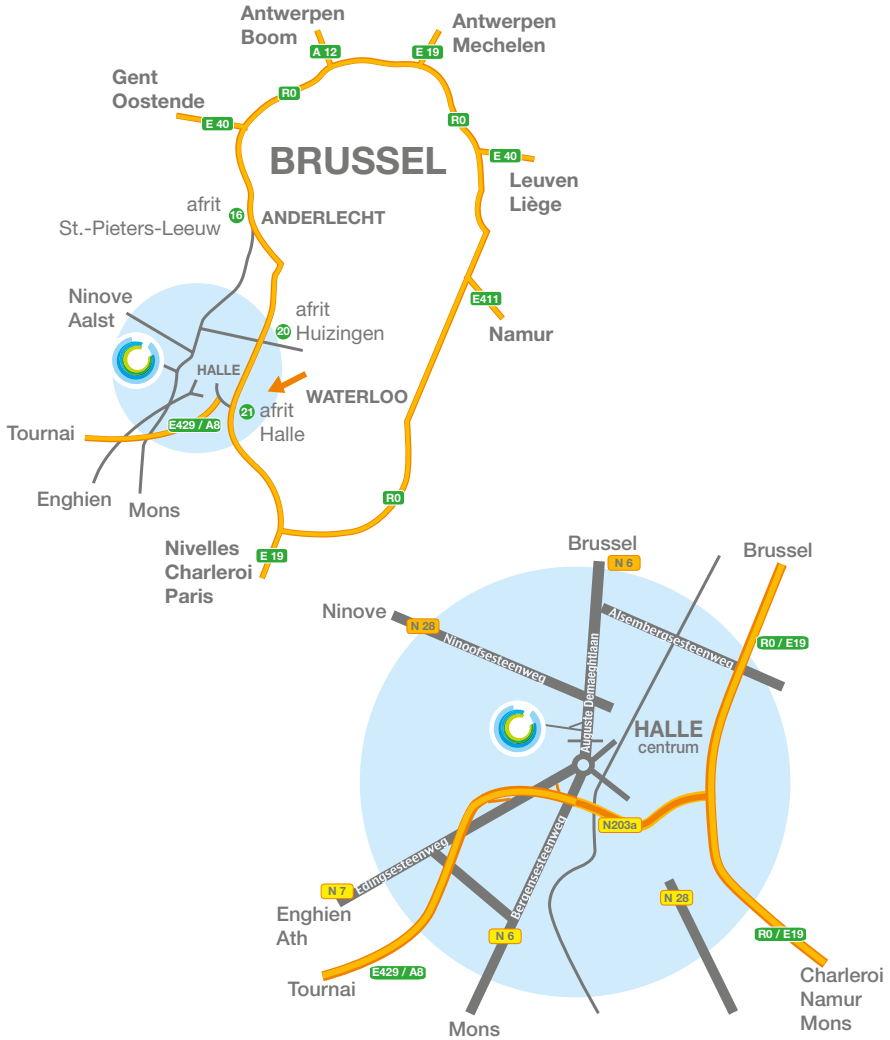 Antwerpen
Boom
Antwerpen
Mechelen
A 12
E 19
Gent
Oostende
R0
R0
E 40
BRUSSEL
E 40
Leuven
Liège
afrit
St.-Pieters-Leeuw
16
ANDERLECHT
Ninove
Aalst
afrit
Huizingen
20
E411
Namur
HALLE
WATERLOO
21
afrit
Halle
Tournai
E429 / A8
Enghien
Mons
R0
Nivelles
Charleroi
Paris
E 19
Brussel
N 6
Brussel
Ninove
N 28
Ninoofsesteenweg
Auguste Demaeghtlaan
Alsembergsesteenweg
R0 / E19
HALLE
centrum
N203a
Edingsesteenweg
Bergensesteenweg
N 7
Enghien
Ath
N 28
N 6
R0 / E19
E429 / A8
Tournai
Mons
Charleroi
Namur
Mons